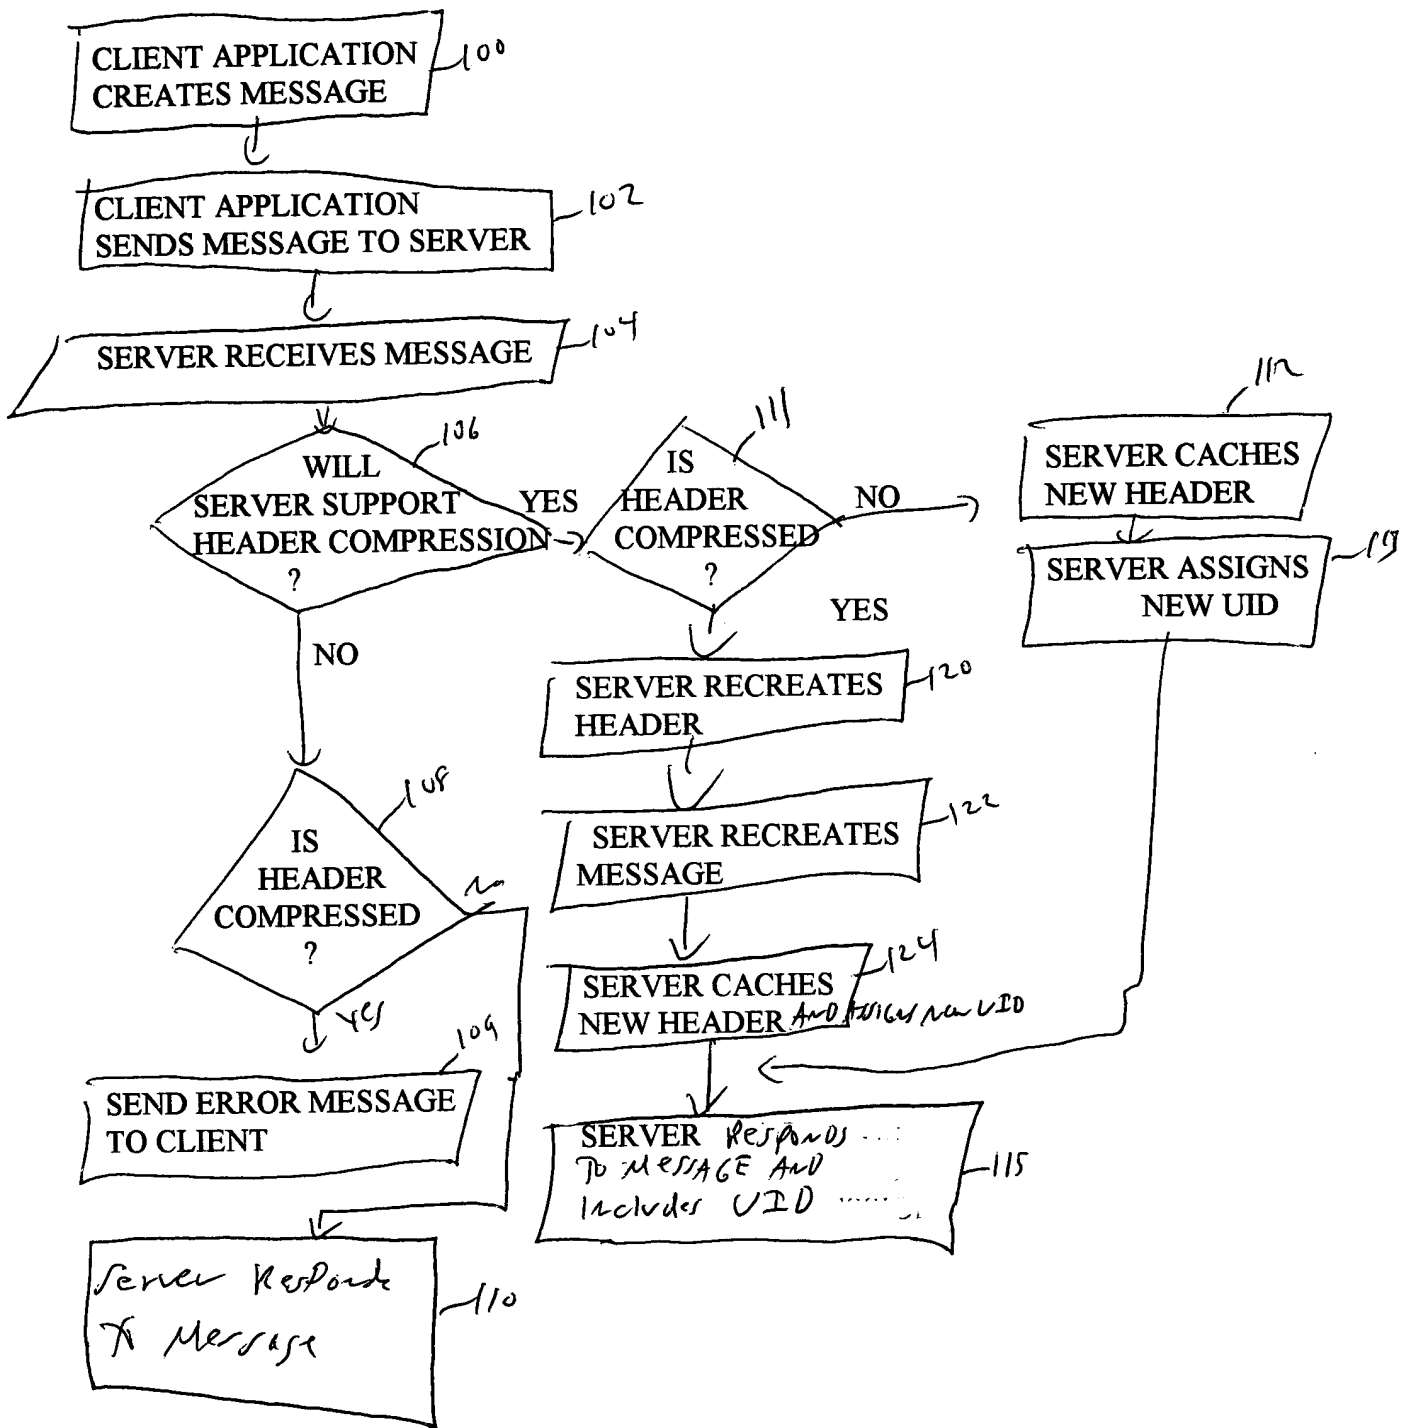 CLIENT APPLICATION
CREATES MESSAGE
100
CLIENT APPLICATION
SENDS MESSAGE TO SERVER
102
SERVER RECEIVES MESSAGE
104
106
WILL
SERVER SUPPORT
HEADER COMPRESSION
?
YES
111
IS
HEADER
COMPRESSED
?
NO
112
SERVER CACHES
NEW HEADER
SERVER ASSIGNS
NEW UID
NO
YES
SERVER RECREATES
HEADER
120
108
IS
HEADER
COMPRESSED
?
No
Yes
SERVER RECREATES
MESSAGE
122
SERVER CACHES
NEW HEADER AND Assigns New UID
124
109
SEND ERROR MESSAGE
TO CLIENT
SERVER Responds
To MESSAGE AND
Includes UID
115
Server Responds
To Message
110